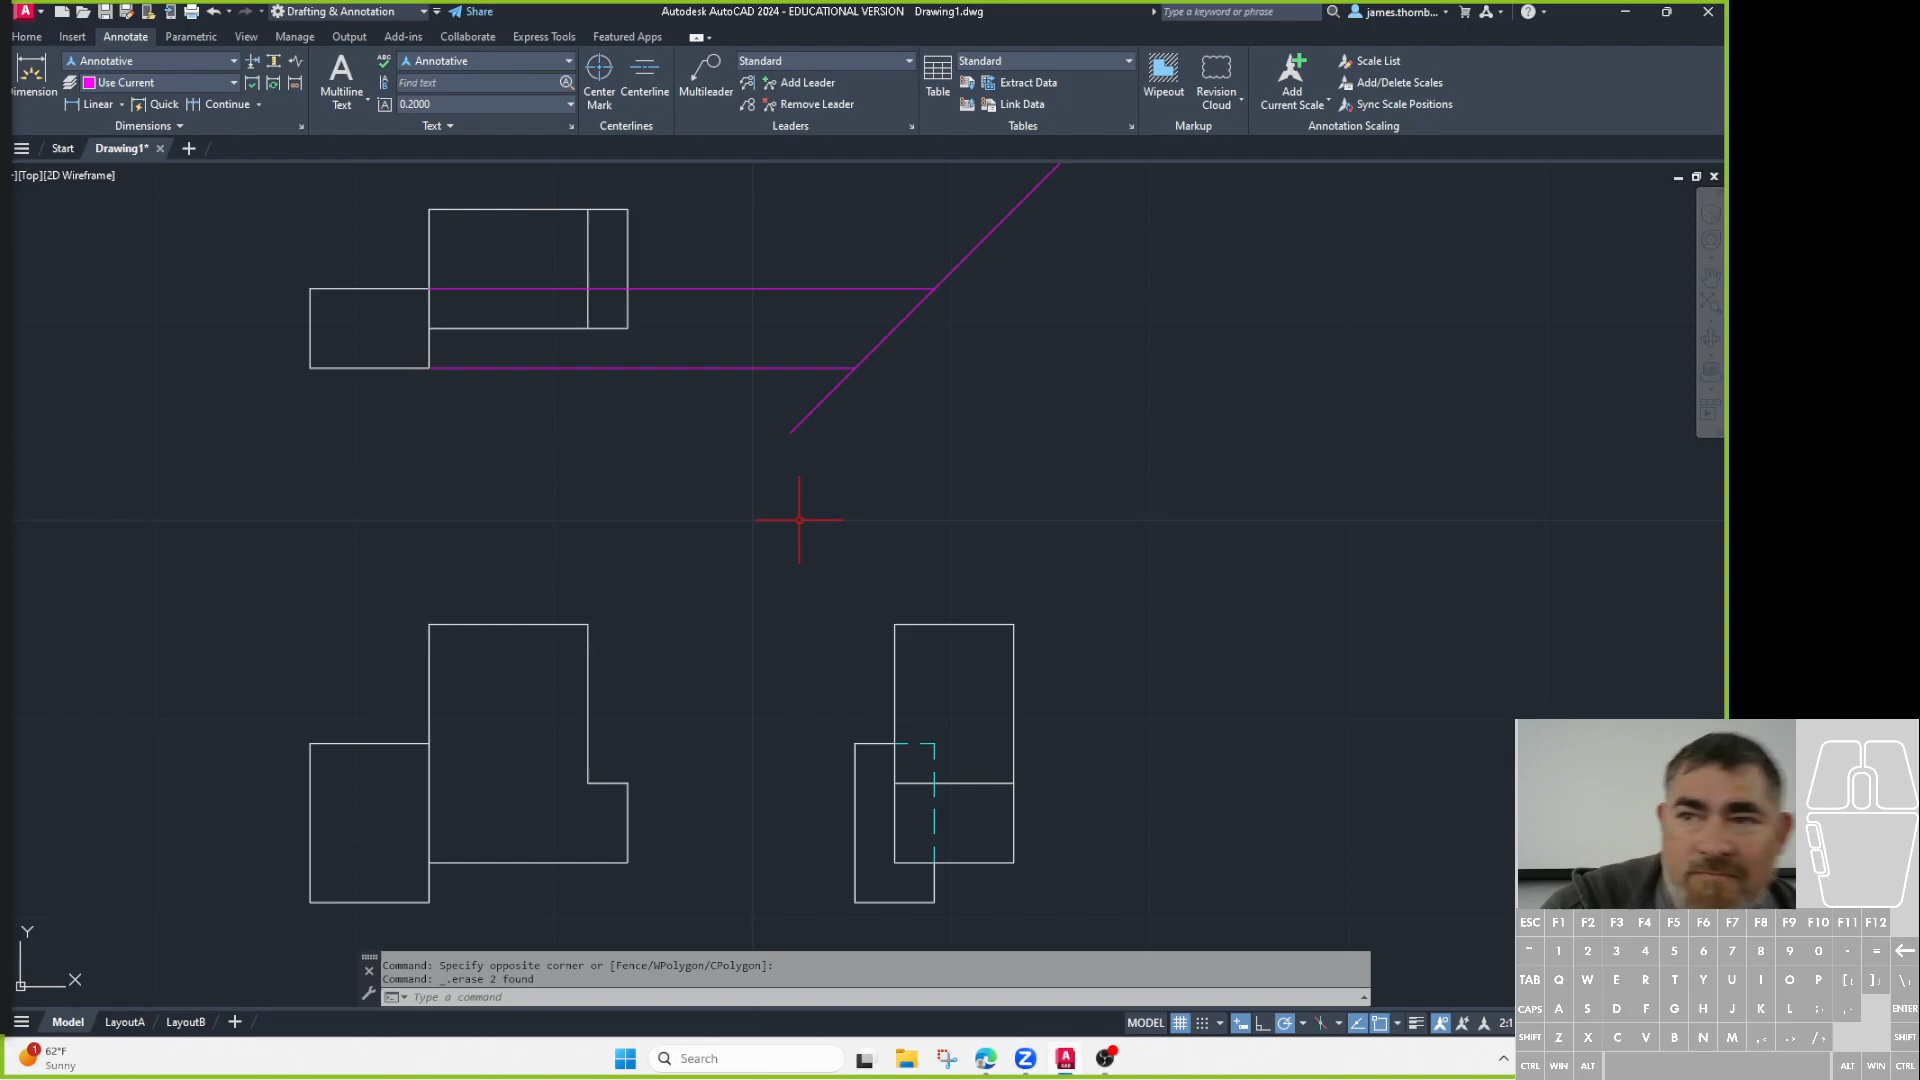 A Drafting & Annotation Share Autodesk AutoCAD 2024 - EDUCATIONAL VERSION Drawing1.dwg Type a keyword or phrase james.thornb...
Home Insert Annotate Parametric View Manage Output Add-ins Collaborate Express Tools Featured Apps
Annotative Annotative Standard Standard Scale List
Use Current Find text Add Leader Extract Data Add/Delete Scales
Dimension Multiline Text Center Mark Centerline Multileader Table Wipeout Revision Cloud Add Current Scale
Linear Quick Continue 0.2000 Remove Leader Link Data Sync Scale Positions
Dimensions Text Centerlines Leaders Tables Markup Annotation Scaling
Start Drawing1*
-][Top][2D Wireframe]
Y
X
Command: Specify opposite corner or [Fence/WPolygon/CPolygon]:
Command: _.erase 2 found
Type a command
Model LayoutA LayoutB MODEL 2:1
1
62°F
Sunny
Search
ESC F1 F2 F3 F4 F5 F6 F7 F8 F9 F10 F11 F12
~ 1 2 3 4 5 6 7 8 9 0 - =
TAB Q W E R T Y U I O P [{ ]} \|
CAPS A S D F G H J K L ;: '" ENTER
SHIFT Z X C V B N M ,< .> /? SHIFT
CTRL WIN ALT ALT WIN CTRL